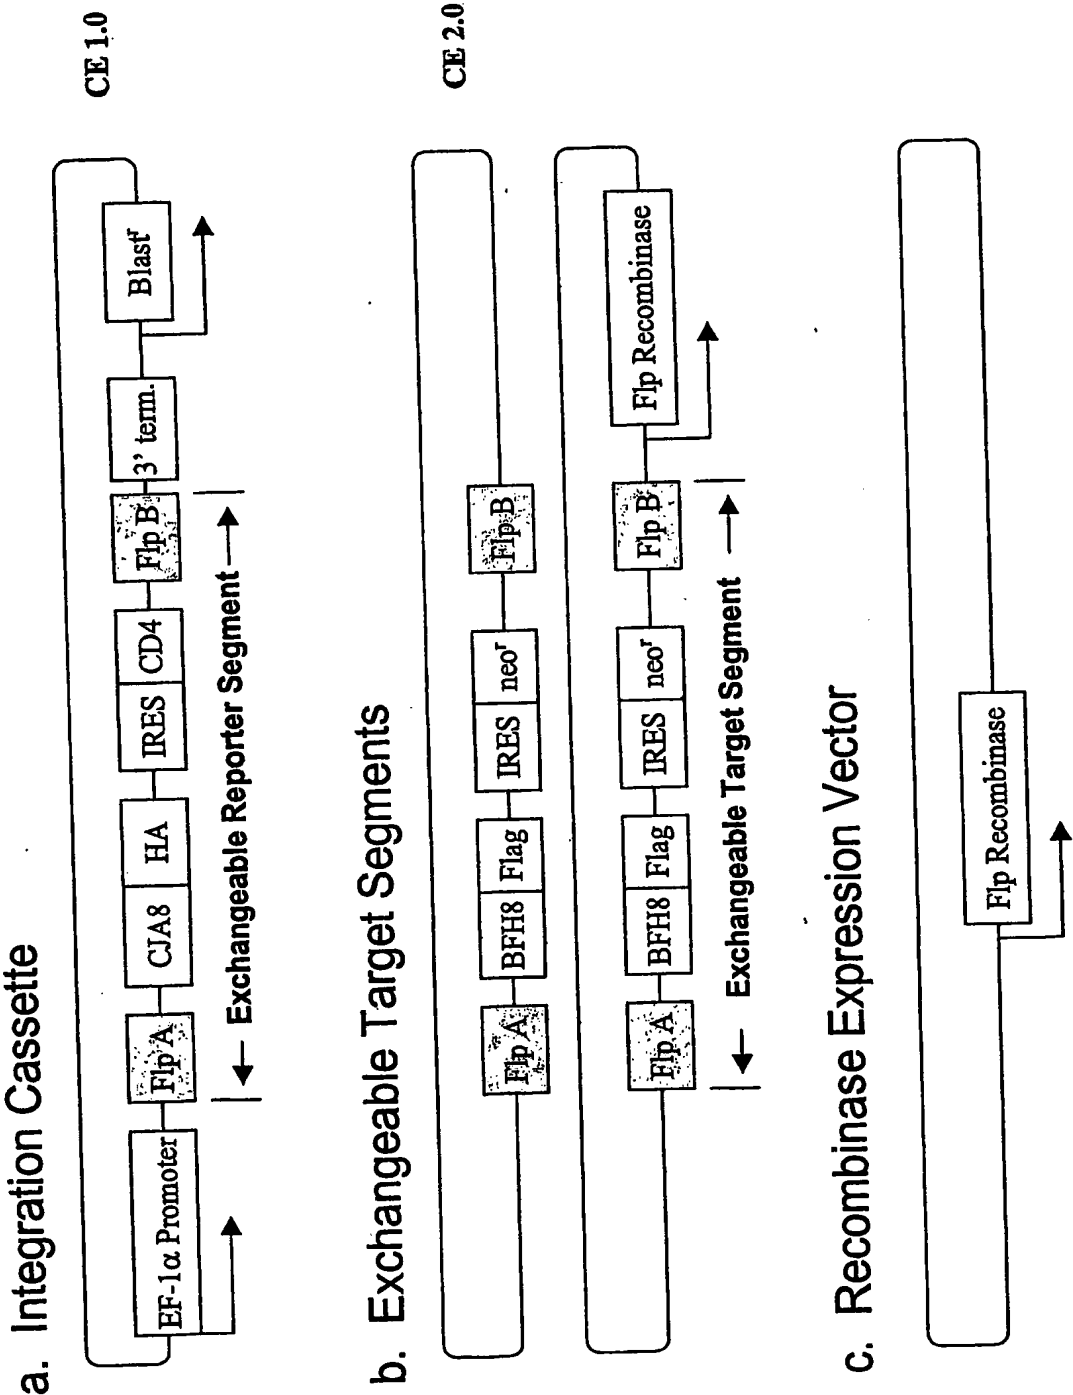 a. Integration Cassette
CE 1.0
EF-1α Promoter
Flp A
CJA8
HA
IRES
CD4
Flp B
3’ term.
Blastʳ
Exchangeable Reporter Segment
b. Exchangeable Target Segments
CE 2.0
Flp A
BFH8
Flag
IRES
neoʳ
Flp B
Flp A
BFH8
Flag
IRES
neoʳ
Flp B
Flp Recombinase
Exchangeable Target Segment
c. Recombinase Expression Vector
Flp Recombinase